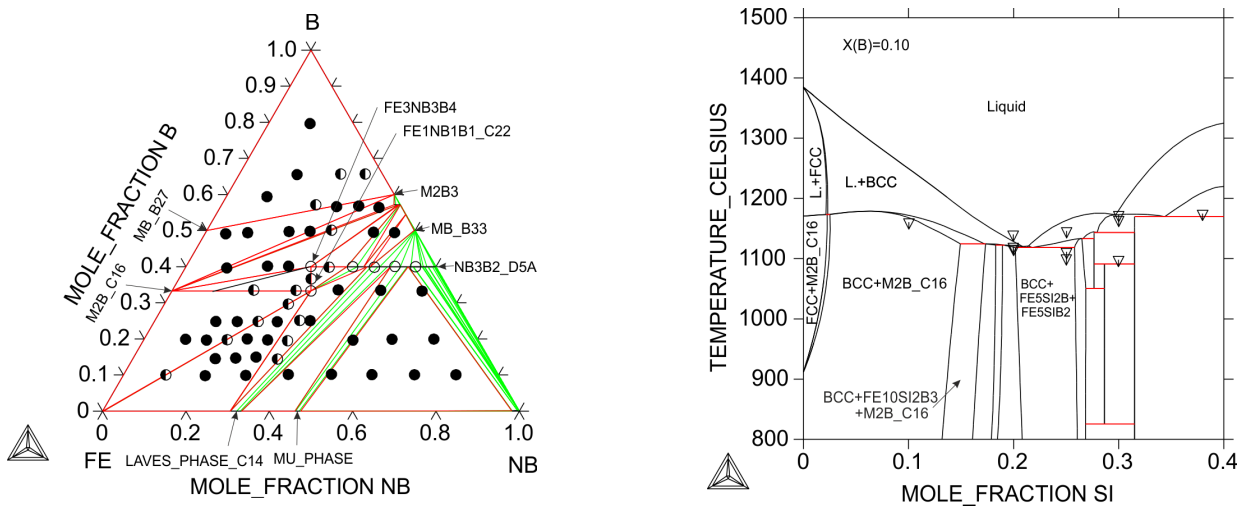 B
1.0
0.9
0.8
0.7
0.6
0.5
0.4
0.3
0.2
0.1
0
MOLE_FRACTION B
FE3NB3B4
FE1NB1B1_C22
M2B3
MB_B33
NB3B2_D5A
MB_B27
M2B_C16
0 0.2 0.4 0.6 0.8 1.0
FE
LAVES_PHASE_C14
MU_PHASE
NB
MOLE_FRACTION NB
1500
1400
1300
1200
1100
1000
900
800
TEMPERATURE_CELSIUS
X(B)=0.10
Liquid
L.+FCC
L.+BCC
FCC+M2B_C16
BCC+M2B_C16
BCC+
FE5SI2B+
FE5SIB2
BCC+FE10SI2B3
+M2B_C16
0 0.1 0.2 0.3 0.4
MOLE_FRACTION SI